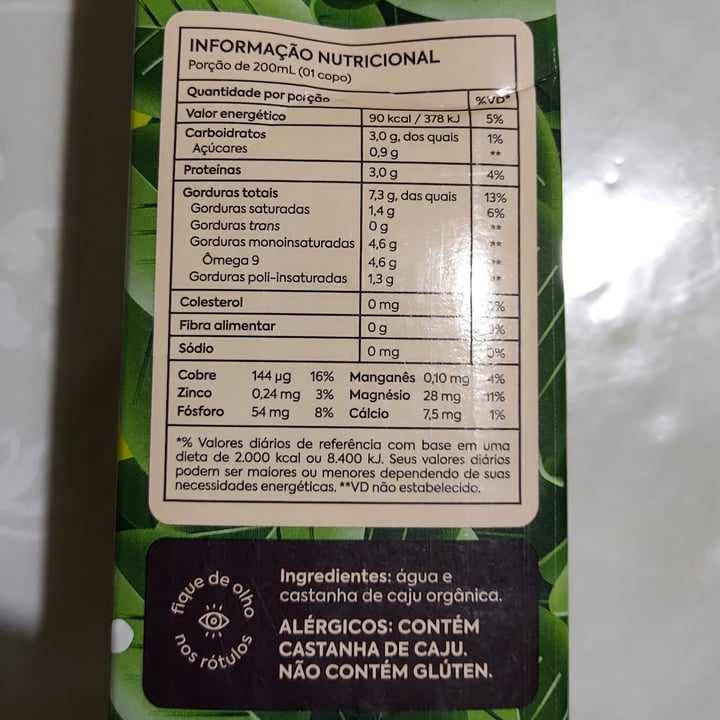 INFORMAÇÃO NUTRICIONAL
Porção de 200mL (01 copo)
Quantidade por porção %VD*
Valor energético 90 kcal / 378 kJ 5%
Carboidratos 3,0 g, dos quais 1%
Açúcares 0,9 g **
Proteínas 3,0 g 4%
Gorduras totais 7,3 g, das quais 13%
Gorduras saturadas 1,4 g 6%
Gorduras trans 0 g **
Gorduras monoinsaturadas 4,6 g **
Ômega 9 4,6 g **
Gorduras poli-insaturadas 1,3 g **
Colesterol 0 mg 0%
Fibra alimentar 0 g 0%
Sódio 0 mg 0%
Cobre 144 µg 16% Manganês 0,10 mg 4%
Zinco 0,24 mg 3% Magnésio 28 mg 11%
Fósforo 54 mg 8% Cálcio 7,5 mg 1%
*% Valores diários de referência com base em uma
dieta de 2.000 kcal ou 8.400 kJ. Seus valores diários
podem ser maiores ou menores dependendo de suas
necessidades energéticas. **VD não estabelecido.
fique de olho
nos rótulos
Ingredientes: água e
castanha de caju orgânica.
ALÉRGICOS: CONTÉM
CASTANHA DE CAJU.
NÃO CONTÉM GLÚTEN.